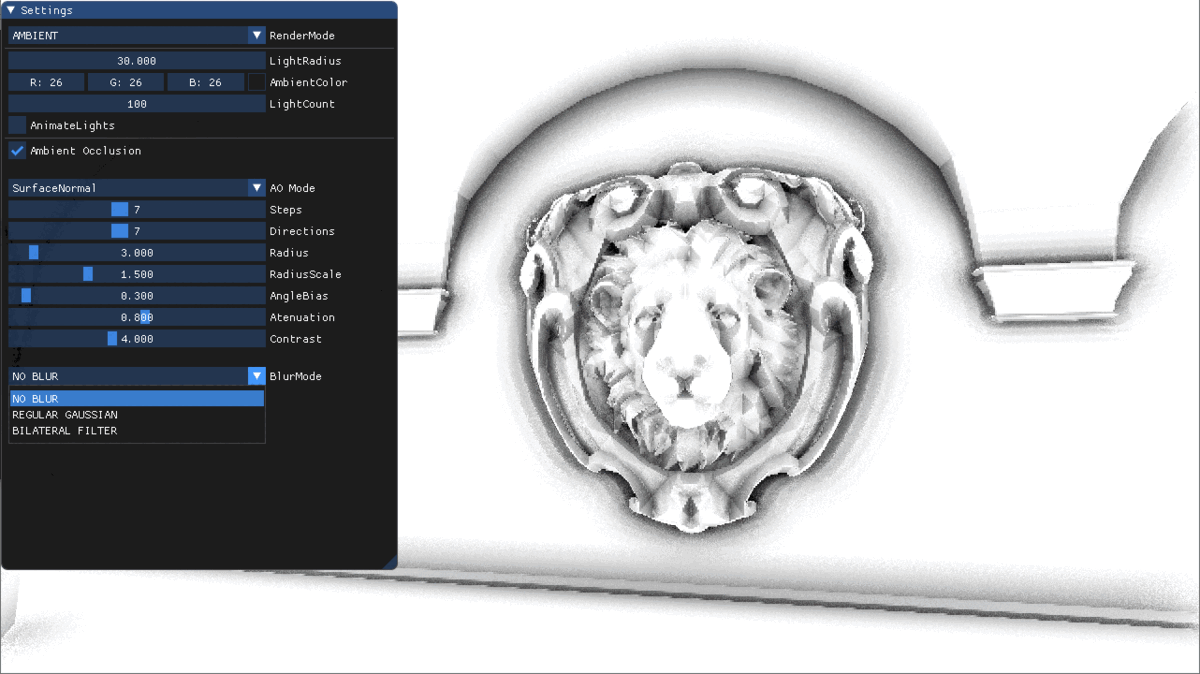 Settings
AMBIENT RenderMode
30.000 LightRadius
R: 26 G: 26 B: 26 AmbientColor
100 LightCount
AnimateLights
Ambient Occlusion
SurfaceNormal AO Mode
Steps 7
Directions 7
3.000 Radius
1.500 RadiusScale
0.300 AngleBias
0.800 Atenuation
4.000 Contrast
NO BLUR BlurMode
NO BLUR
REGULAR GAUSSIAN
BILATERAL FILTER